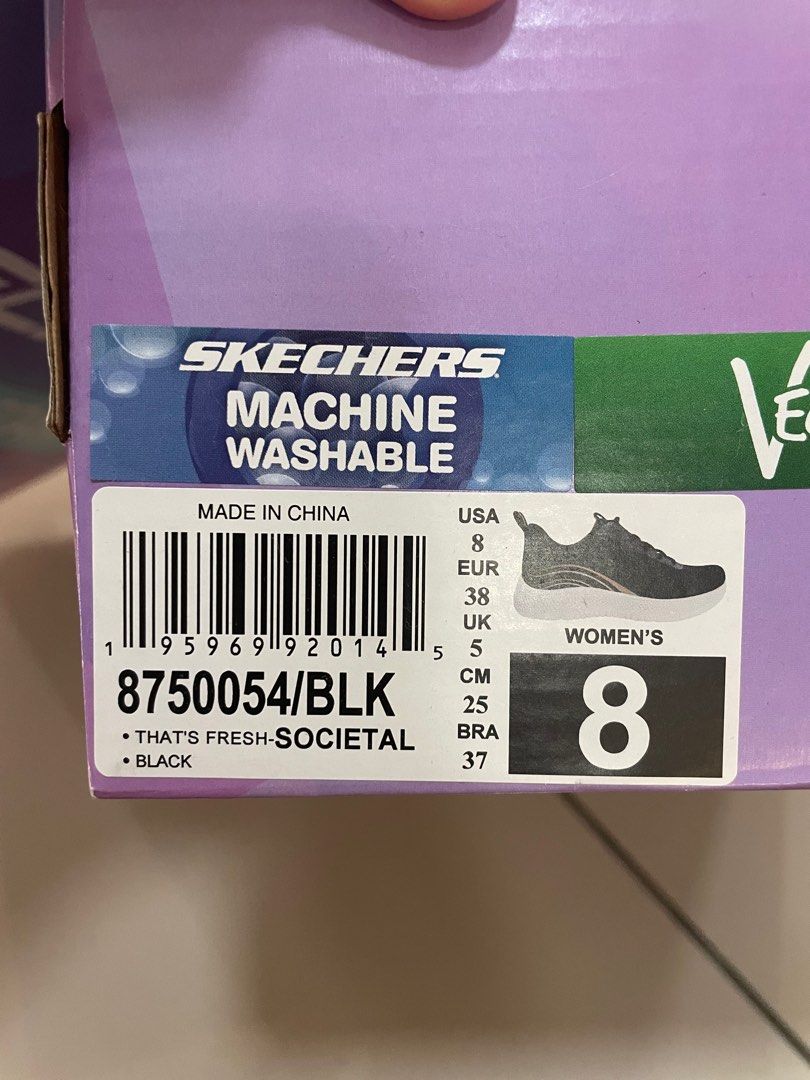 SKECHERS
MACHINE
WASHABLE
MADE IN CHINA
1 95969 92014 5
8750054/BLK
• THAT'S FRESH-SOCIETAL
• BLACK
USA
8
EUR
38
UK
5
CM
25
BRA
37
WOMEN'S
8